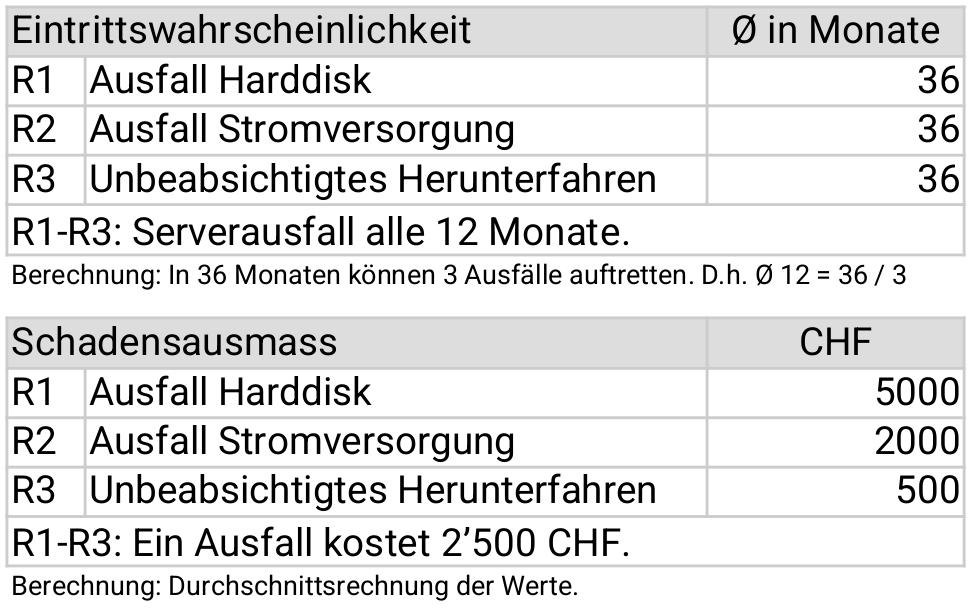 Eintrittswahrscheinlichkeit Ø in Monate
R1 Ausfall Harddisk 36
R2 Ausfall Stromversorgung 36
R3 Unbeabsichtigtes Herunterfahren 36
R1-R3: Serverausfall alle 12 Monate.
Berechnung: In 36 Monaten können 3 Ausfälle auftretten. D.h. Ø 12 = 36 / 3
Schadensausmass CHF
R1 Ausfall Harddisk 5000
R2 Ausfall Stromversorgung 2000
R3 Unbeabsichtigtes Herunterfahren 500
R1-R3: Ein Ausfall kostet 2’500 CHF.
Berechnung: Durchschnittsrechnung der Werte.